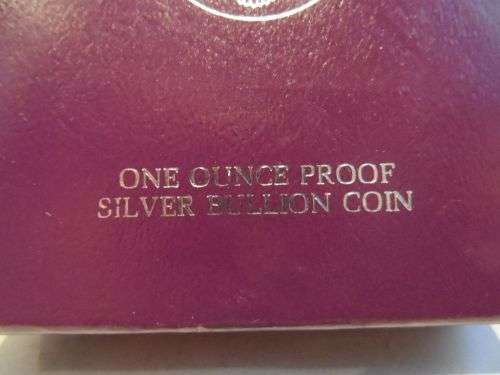 ONE OUNCE PROOF
SILVER BULLION COIN